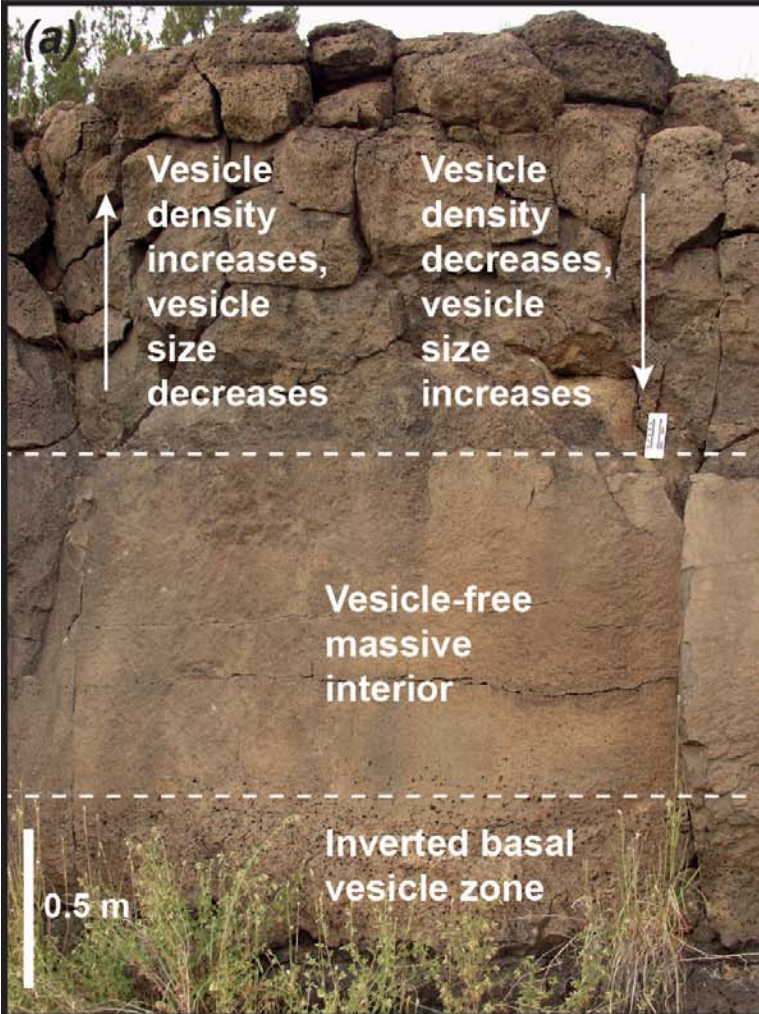 (a)
Vesicle
density
increases,
vesicle
size
decreases
Vesicle
density
decreases,
vesicle
size
increases
Vesicle-free
massive
interior
Inverted basal
vesicle zone
0.5 m